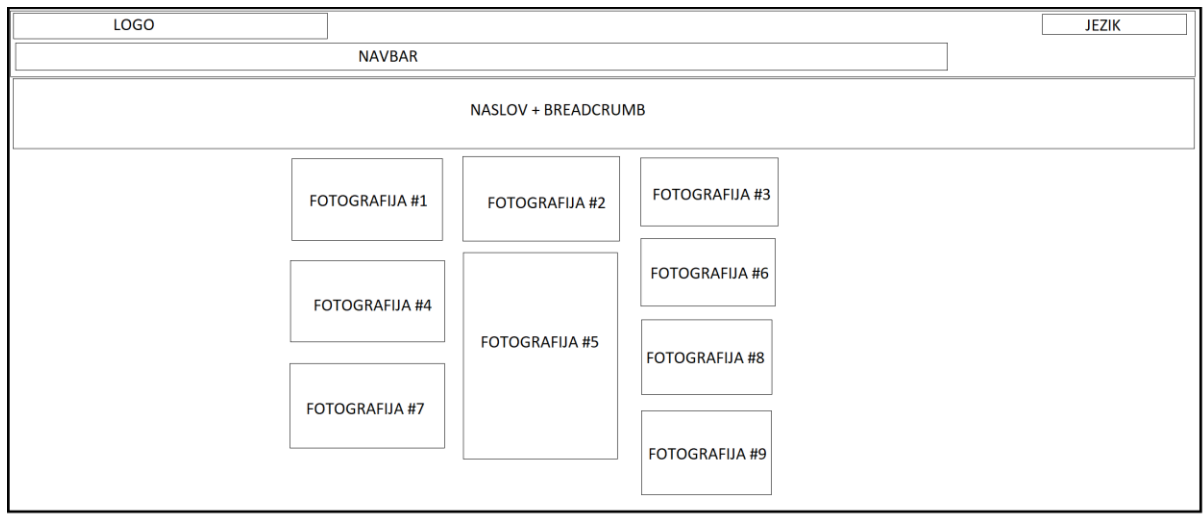 LOGO
JEZIK
NAVBAR
NASLOV + BREADCRUMB
FOTOGRAFIJA #1
FOTOGRAFIJA #2
FOTOGRAFIJA #3
FOTOGRAFIJA #4
FOTOGRAFIJA #5
FOTOGRAFIJA #6
FOTOGRAFIJA #7
FOTOGRAFIJA #8
FOTOGRAFIJA #9